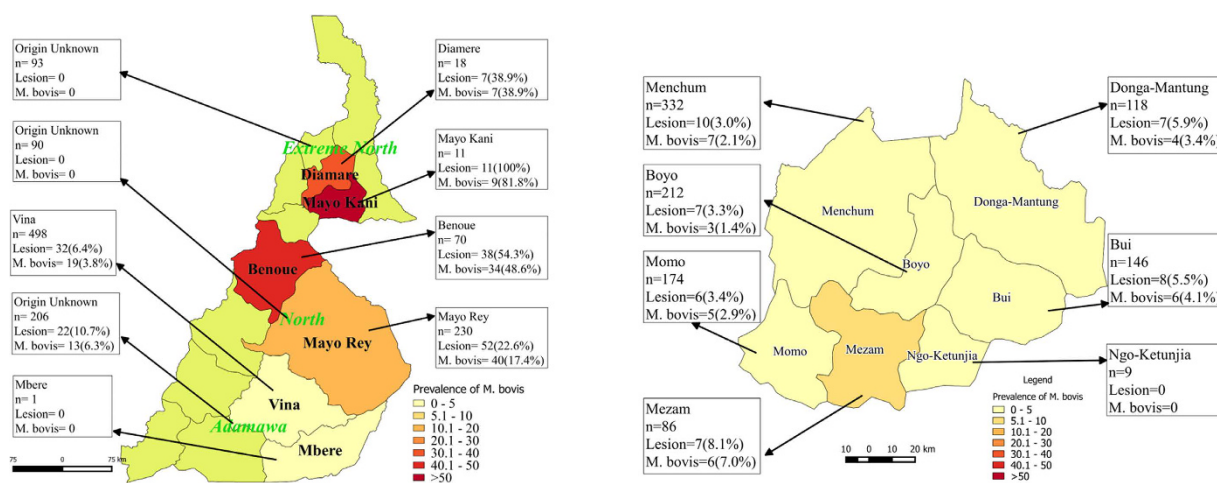 Origin Unknown
n= 93
Lesion= 0
M. bovis= 0
Origin Unknown
n= 90
Lesion= 0
M. bovis= 0
Vina
n= 498
Lesion= 32(6.4%)
M. bovis= 19(3.8%)
Origin Unknown
n= 206
Lesion= 22(10.7%)
M. bovis= 13(6.3%)
Mbere
n= 1
Lesion= 0
M. bovis= 0
Extreme North
Diamare
Mayo Kani
Benoue
North
Mayo Rey
Vina
Adamawa
Mbere
Diamere
n= 18
Lesion= 7(38.9%)
M. bovis= 7(38.9%)
Mayo Kani
n= 11
Lesion= 11(100%)
M. bovis= 9(81.8%)
Benoue
n= 70
Lesion= 38(54.3%)
M. bovis=34(48.6%)
Mayo Rey
n= 230
Lesion= 52(22.6%)
M. bovis= 40(17.4%)
Prevalence of M. bovis
0 - 5
5.1 - 10
10.1 - 20
20.1 - 30
30.1 - 40
40.1 - 50
>50
75 0 75 km
Menchum
n=332
Lesion=10(3.0%)
M. bovis=7(2.1%)
Boyo
n=212
Lesion=7(3.3%)
M. bovis=3(1.4%)
Momo
n=174
Lesion=6(3.4%)
M. bovis=5(2.9%)
Mezam
n=86
Lesion=7(8.1%)
M. bovis=6(7.0%)
Menchum
Donga-Mantung
Boyo
Bui
Momo
Mezam
Ngo-Ketunjia
Donga-Mantung
n=118
Lesion=7(5.9%)
M. bovis=4(3.4%)
Bui
n=146
Lesion=8(5.5%)
M. bovis=6(4.1%)
Ngo-Ketunjia
n=9
Lesion=0
M. bovis=0
Legend
Prevalence of M. bovis
0 - 5
5.1 - 10
10.1 - 20
20.1 - 30
30.1 - 40
40.1 - 50
>50
10 0 10 20 km